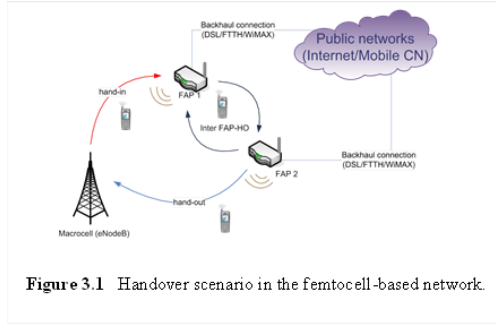 Backhaul connection
(DSL/FTTH/WiMAX)
Public networks
(Internet/Mobile CN)
hand-in
FAP 1
Inter FAP-HO
FAP 2
Backhaul connection
(DSL/FTTH/WiMAX)
hand-out
Macrocell (eNodeB)
Figure 3.1 Handover scenario in the femtocell-based network.